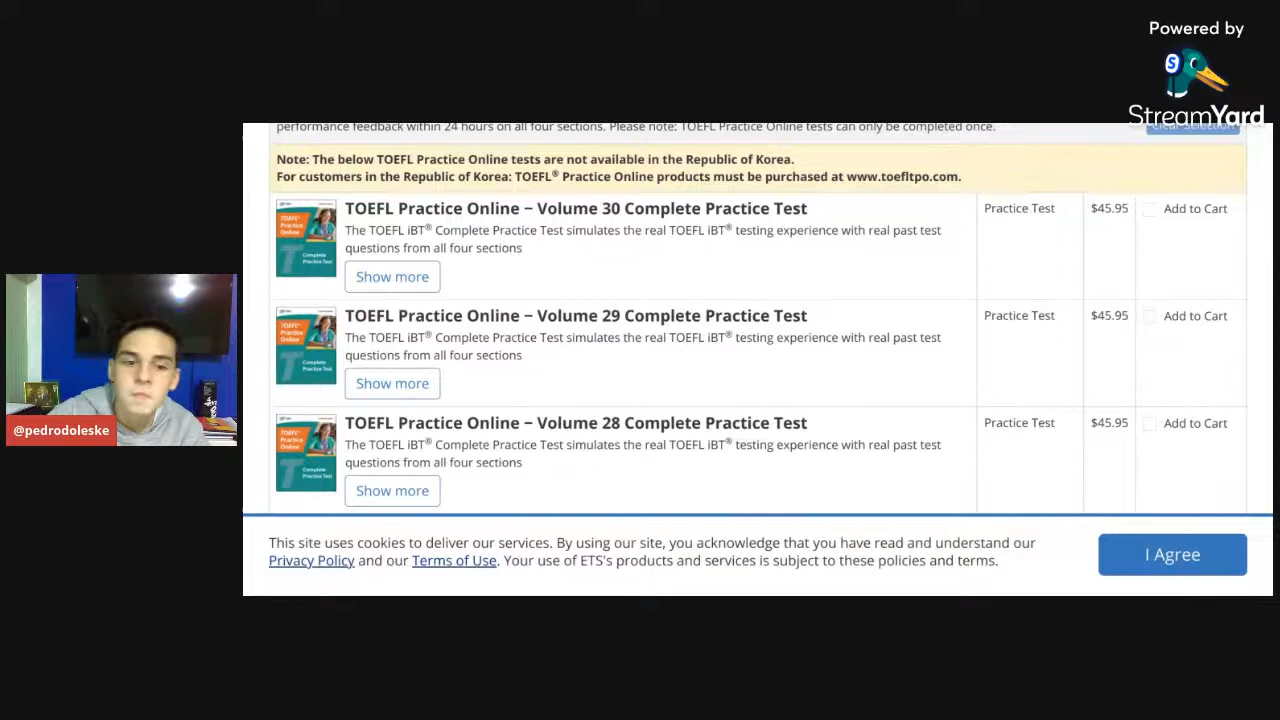 Powered by
S
StreamYard
performance feedback within 24 hours on all four sections. Please note: TOEFL Practice Online tests can only be completed once.
Clear selection
Note: The below TOEFL Practice Online tests are not available in the Republic of Korea.
For customers in the Republic of Korea: TOEFL® Practice Online products must be purchased at www.toefltpo.com.
TOEFL Practice Online – Volume 30 Complete Practice Test
The TOEFL iBT® Complete Practice Test simulates the real TOEFL iBT® testing experience with real past test
questions from all four sections
Show more
Practice Test
$45.95
Add to Cart
TOEFL Practice Online – Volume 29 Complete Practice Test
The TOEFL iBT® Complete Practice Test simulates the real TOEFL iBT® testing experience with real past test
questions from all four sections
Show more
Practice Test
$45.95
Add to Cart
TOEFL Practice Online – Volume 28 Complete Practice Test
The TOEFL iBT® Complete Practice Test simulates the real TOEFL iBT® testing experience with real past test
questions from all four sections
Show more
Practice Test
$45.95
Add to Cart
@pedrodoleske
This site uses cookies to deliver our services. By using our site, you acknowledge that you have read and understand our
Privacy Policy and our Terms of Use. Your use of ETS's products and services is subject to these policies and terms.
I Agree